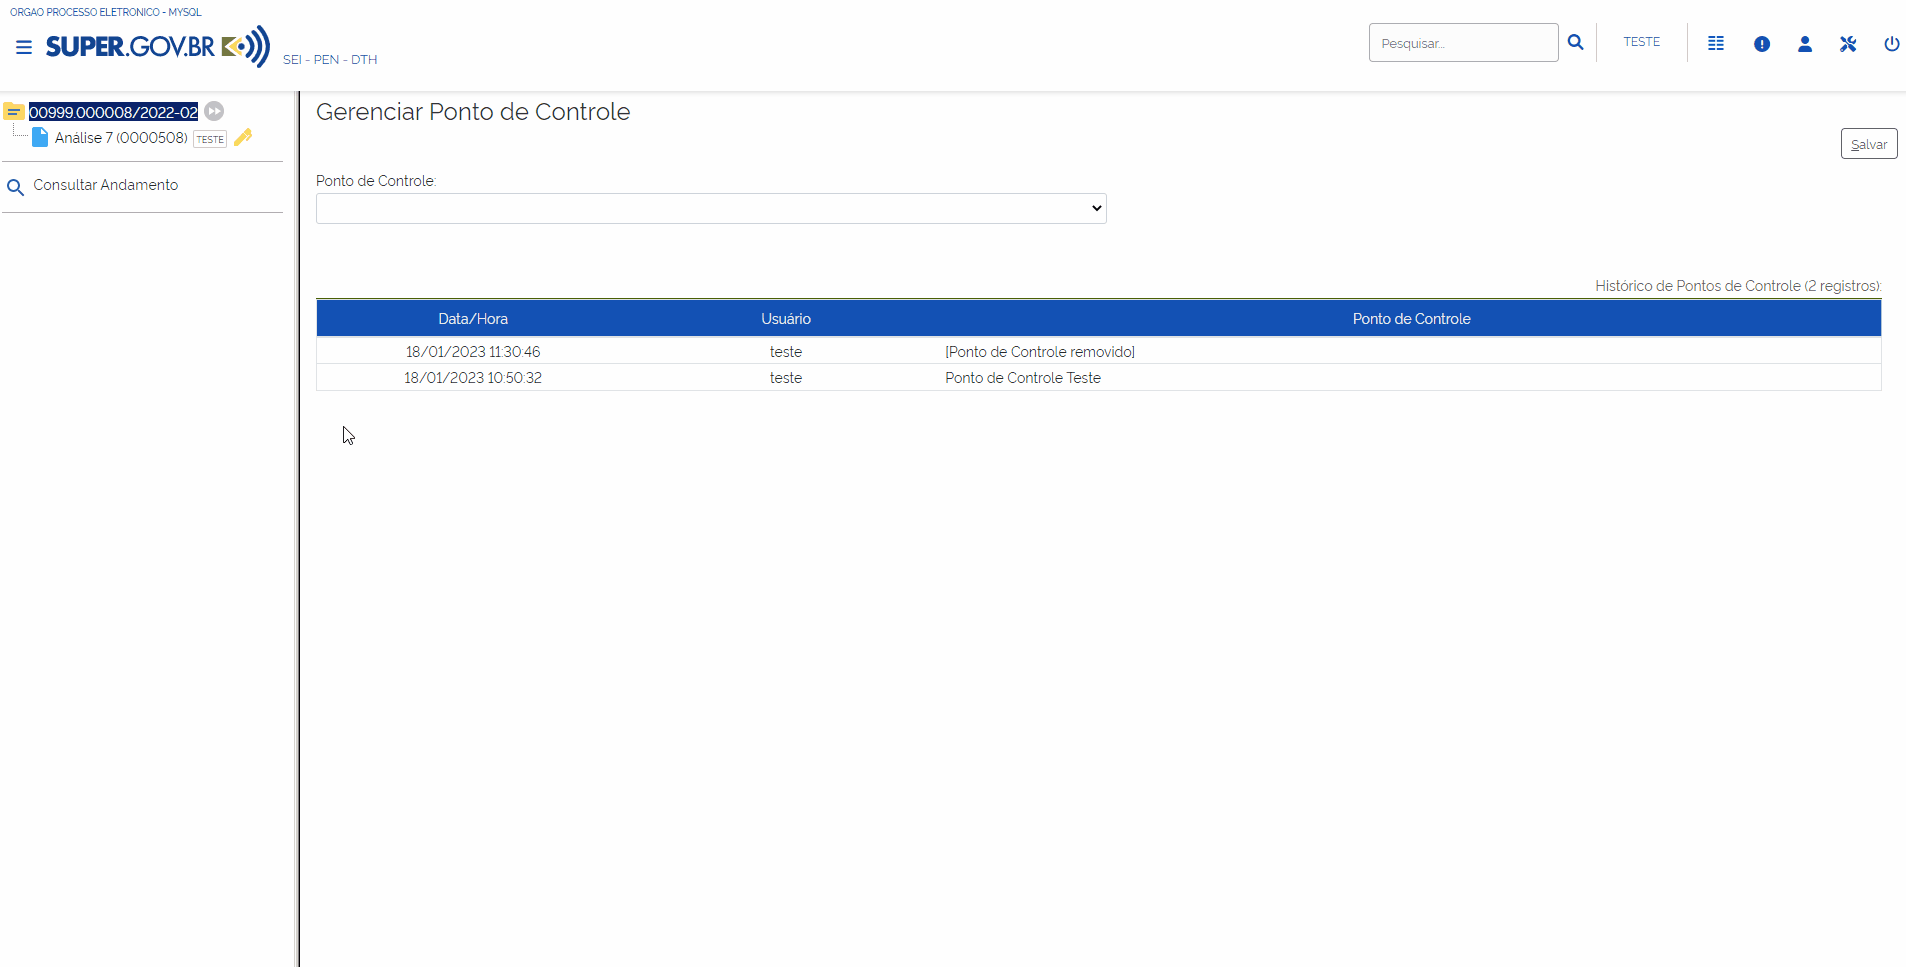 ORGAO PROCESSO ELETRONICO - MYSQL
SUPER.GOV.BR
SEI - PEN - DTH
Pesquisar...
TESTE
00999.000008/2022-02
Análise 7 (0000508) TESTE
Consultar Andamento
Gerenciar Ponto de Controle
Salvar
Ponto de Controle:
Histórico de Pontos de Controle (2 registros):
Data/Hora Usuário Ponto de Controle
18/01/2023 11:30:46 teste [Ponto de Controle removido]
18/01/2023 10:50:32 teste Ponto de Controle Teste